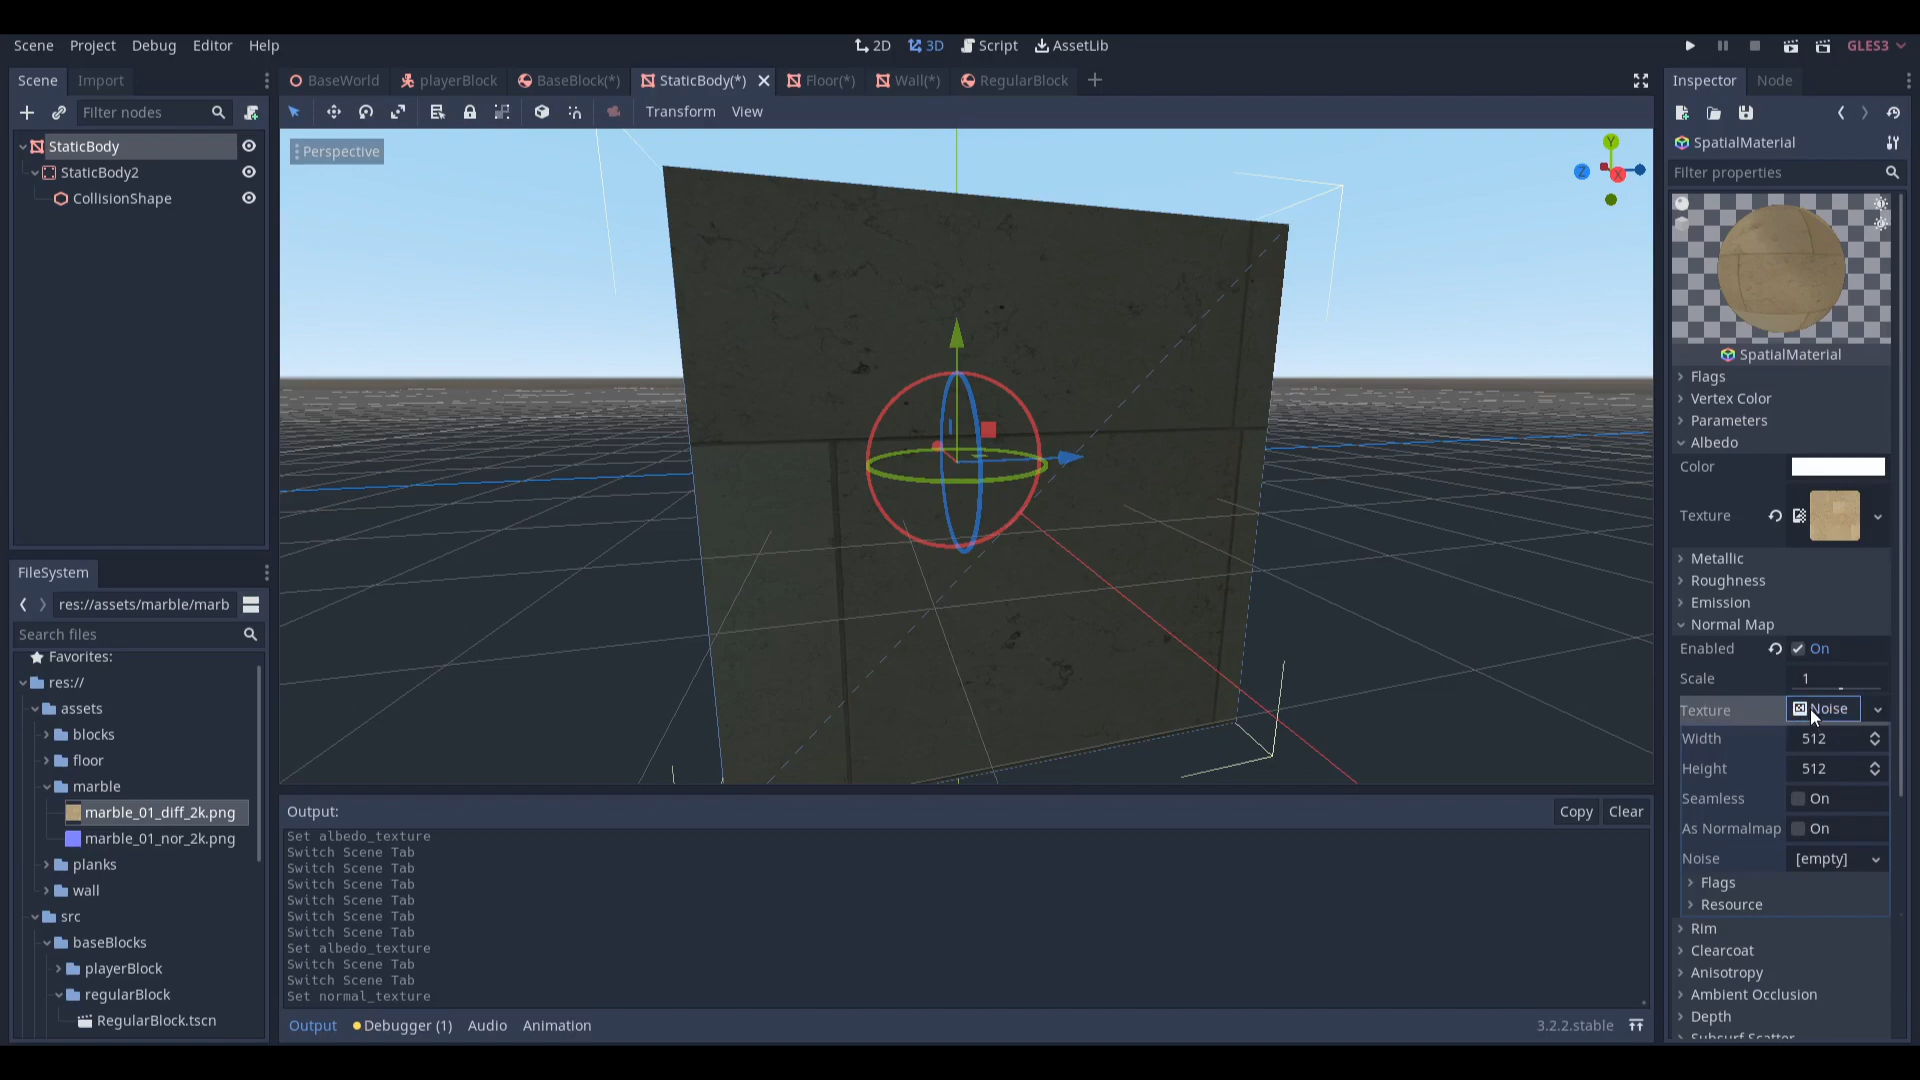 Scene Project Debug Editor Help 2D 3D Script AssetLib GLES3
Scene Import
Filter nodes
StaticBody
StaticBody2
CollisionShape
FileSystem
res://assets/marble/marb
Search files
Favorites:
res://
assets
blocks
floor
marble
marble_01_diff_2k.png
marble_01_nor_2k.png
planks
wall
src
baseBlocks
playerBlock
regularBlock
RegularBlock.tscn
BaseWorld playerBlock BaseBlock(*) StaticBody(*) Floor(*) Wall(*) RegularBlock
Transform View
Perspective
Y
Z
X
Output: Copy Clear
Set albedo_texture
Switch Scene Tab
Switch Scene Tab
Switch Scene Tab
Switch Scene Tab
Switch Scene Tab
Switch Scene Tab
Set albedo_texture
Switch Scene Tab
Switch Scene Tab
Set normal_texture
Output Debugger (1) Audio Animation 3.2.2.stable
Inspector Node
SpatialMaterial
Filter properties
SpatialMaterial
Flags
Vertex Color
Parameters
Albedo
Color
Texture
Metallic
Roughness
Emission
Normal Map
Enabled On
Scale 1
Texture Noise
Width 512
Height 512
Seamless On
As Normalmap On
Noise [empty]
Flags
Resource
Rim
Clearcoat
Anisotropy
Ambient Occlusion
Depth
Subsurf Scatter